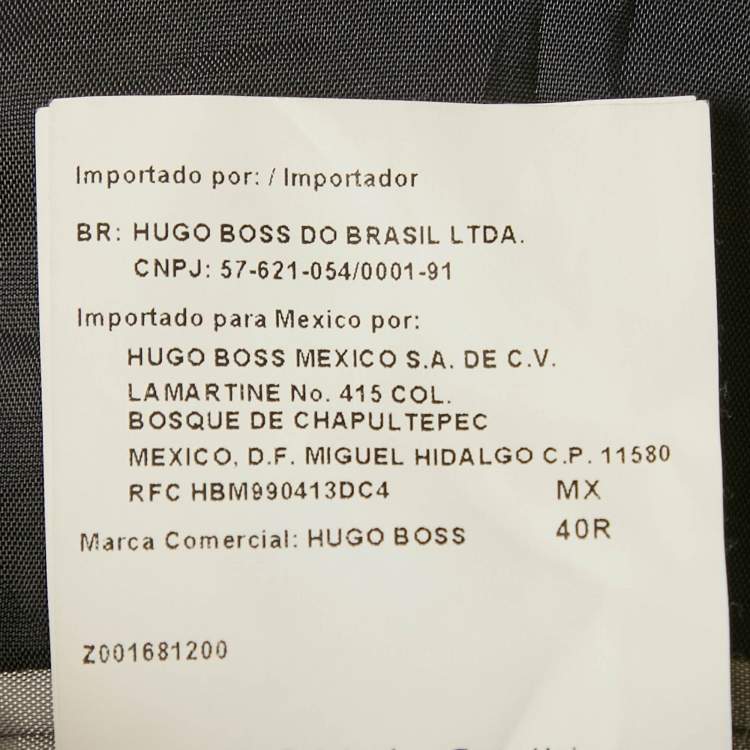 Importado por: / Importador
BR: HUGO BOSS DO BRASIL LTDA.
CNPJ: 57-621-054/0001-91
Importado para Mexico por:
HUGO BOSS MEXICO S.A. DE C.V.
LAMARTINE No. 415 COL.
BOSQUE DE CHAPULTEPEC
MEXICO, D.F. MIGUEL HIDALGO C.P. 11580
RFC HBM990413DC4 MX
Marca Comercial: HUGO BOSS 40R
Z001681200